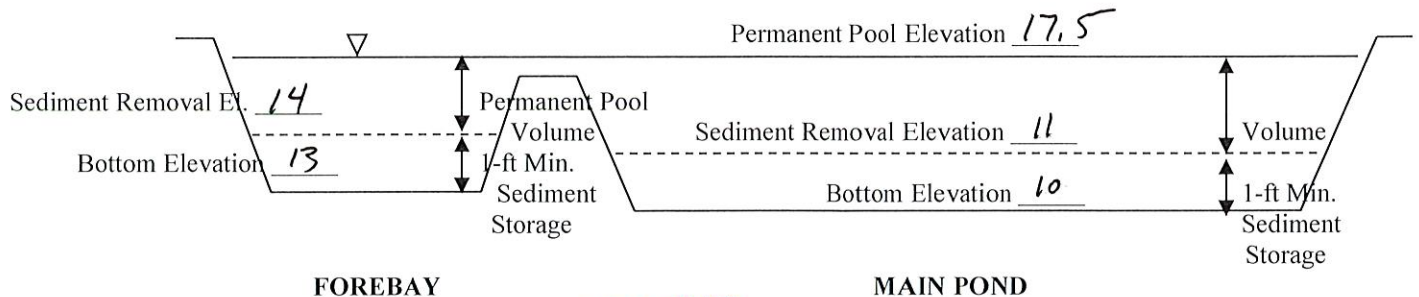 Permanent Pool Elevation 17.5
Sediment Removal El. 14
Permanent Pool
Volume
Sediment Removal Elevation 11
Volume
Bottom Elevation 13
1-ft Min.
Sediment
Storage
Bottom Elevation 10
1-ft Min.
Sediment
Storage
FOREBAY
MAIN POND